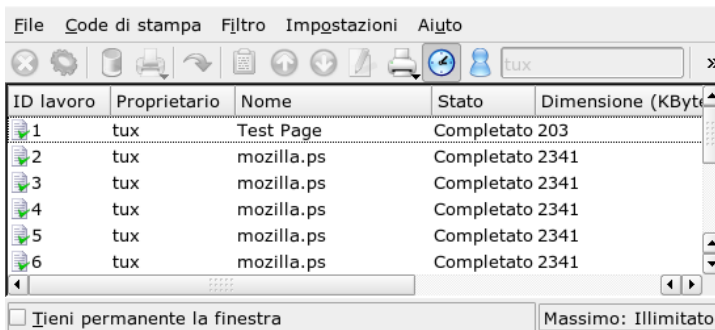 File Code di stampa Filtro Impostazioni Aiuto
tux »
ID lavoro Proprietario Nome Stato Dimensione (KByte
1 tux Test Page Completato 203
2 tux mozilla.ps Completato 2341
3 tux mozilla.ps Completato 2341
4 tux mozilla.ps Completato 2341
5 tux mozilla.ps Completato 2341
6 tux mozilla.ps Completato 2341
Tieni permanente la finestra Massimo: Illimitato